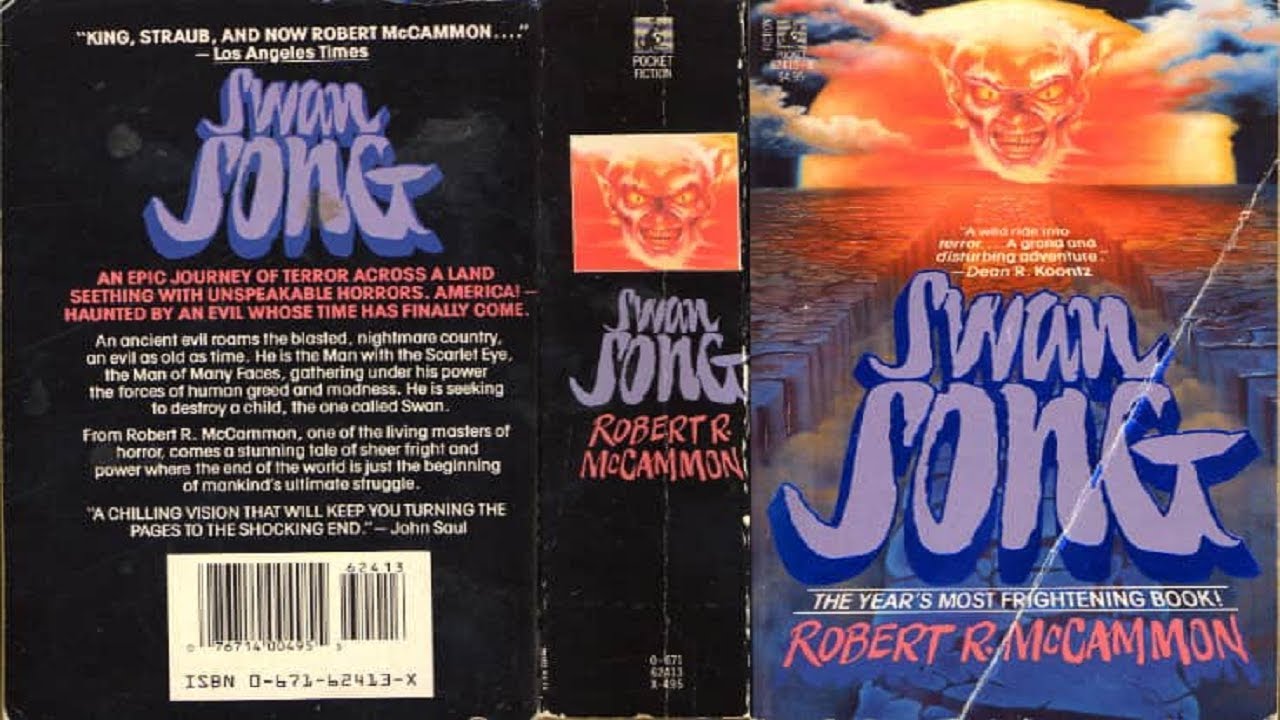 "KING, STRAUB, AND NOW ROBERT McCAMMON...."
— Los Angeles Times
Swan
Song
AN EPIC JOURNEY OF TERROR ACROSS A LAND
SEETHING WITH UNSPEAKABLE HORRORS. AMERICA! —
HAUNTED BY AN EVIL WHOSE TIME HAS FINALLY COME.
An ancient evil roams the blasted, nightmare country,
an evil as old as time. He is the Man with the Scarlet Eye,
the Man of Many Faces, gathering under his power
the forces of human greed and madness. He is seeking
to destroy a child, the one called Swan.
From Robert R. McCammon, one of the living masters of
horror, comes a stunning tale of sheer fright and
power where the end of the world is just the beginning
of mankind's ultimate struggle.
"A CHILLING VISION THAT WILL KEEP YOU TURNING THE
PAGES TO THE SHOCKING END." — John Saul
62413
0 76714 00495 3
ISBN 0-671-62413-X
POCKET
FICTION
Swan
Song
ROBERT R.
McCAMMON
0-671
62413
X-495
FICTION
POCKET
$4.95
"A wild ride into
terror.... A grand and
disturbing adventure."
—Dean R. Koontz
Swan
Song
THE YEAR'S MOST FRIGHTENING BOOK!
ROBERT R. McCAMMON